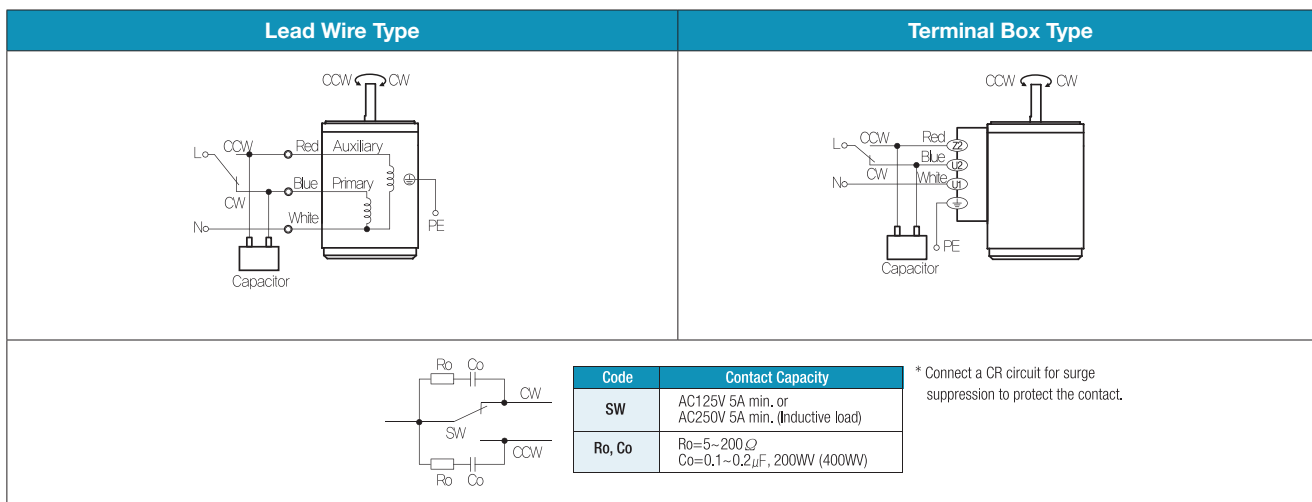 Lead Wire Type
Terminal Box Type
CCW CW
CCW
L
Red Auxiliary
Blue Primary
CW
N
White
PE
Capacitor
CCW CW
CCW
L
Red
Z2
Blue
U2
CW
N
White
U1
PE
Capacitor
Ro Co
CW
SW
CCW
Ro Co
Code Contact Capacity
SW
AC125V 5A min. or
AC250V 5A min. (Inductive load)
Ro, Co
Ro=5~200Ω
Co=0.1~0.2μF, 200WV (400WV)
* Connect a CR circuit for surge
suppression to protect the contact.